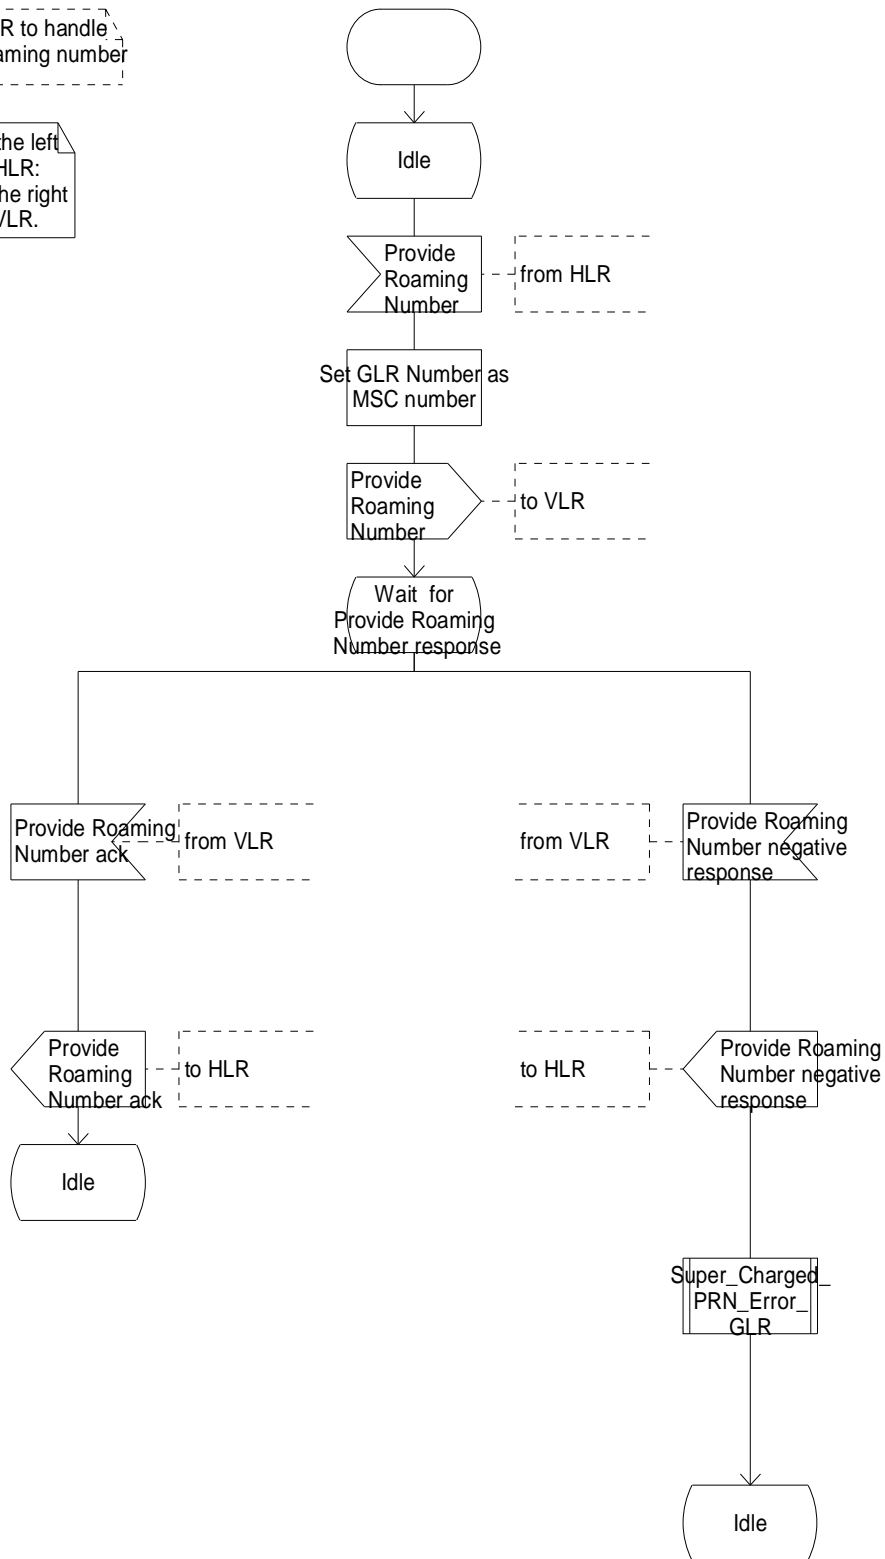 R to handle
aming number
the left
HLR:
he right
VLR.
Idle
Provide
Roaming
Number
from HLR
Set GLR Number as
MSC number
Provide
Roaming
Number
to VLR
Wait for
Provide Roaming
Number response
Provide Roaming
Number ack
from VLR
from VLR
Provide Roaming
Number negative
response
Provide
Roaming
Number ack
to HLR
to HLR
Provide Roaming
Number negative
response
Idle
Super_Charged_
PRN_Error_
GLR
Idle